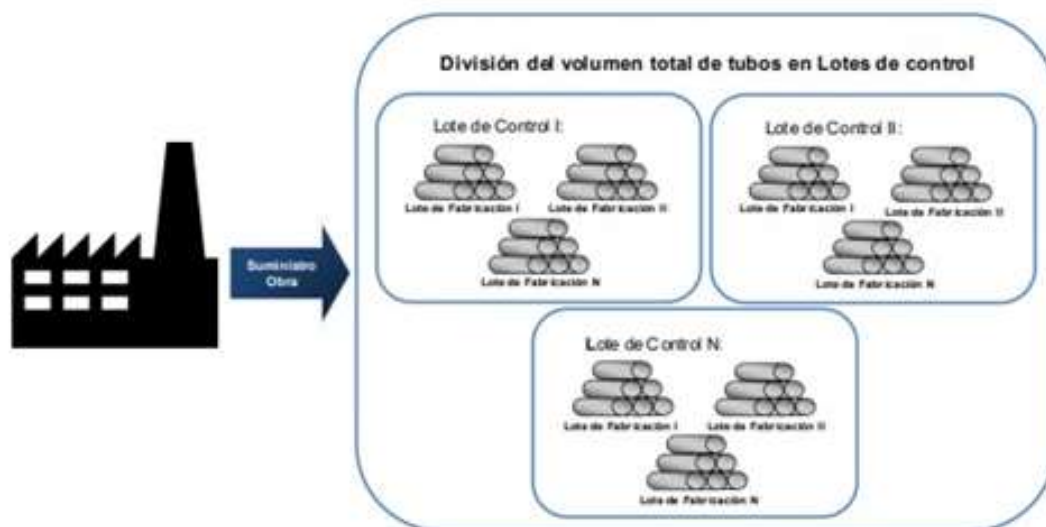 División del volumen total de tubos en Lotes de control
Lote de Control I:
Lote de Fabricación I
Lote de Fabricación II
Lote de Fabricación N
Lote de Control II:
Lote de Fabricación I
Lote de Fabricación II
Lote de Fabricación N
Suministro
Obra
Lote de Control N:
Lote de Fabricación I
Lote de Fabricación II
Lote de Fabricación N